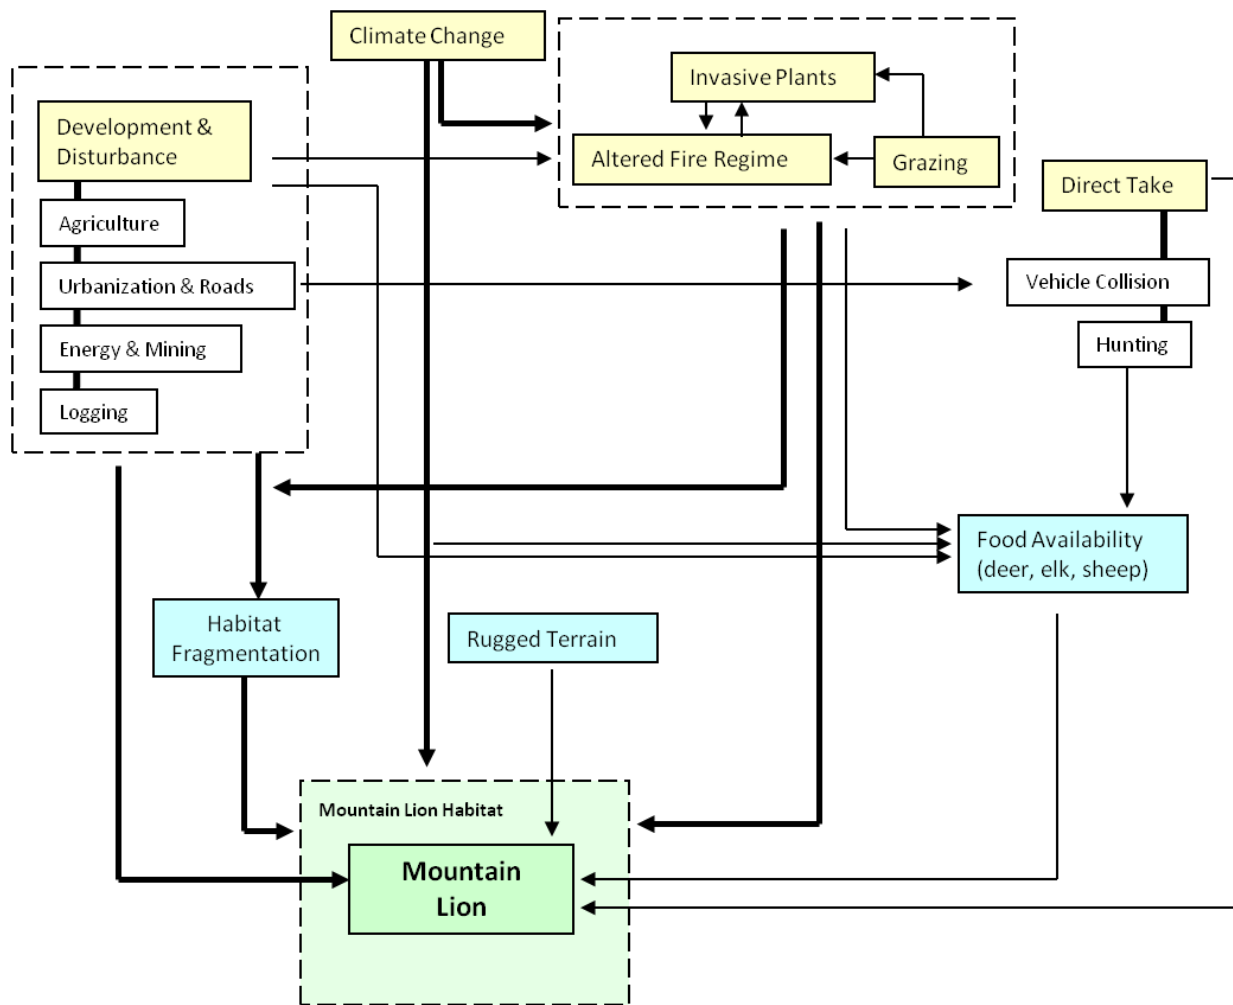 Climate Change
Invasive Plants
Development &
Disturbance
Altered Fire Regime
Grazing
Direct Take
Agriculture
Urbanization & Roads
Vehicle Collision
Energy & Mining
Hunting
Logging
Food Availability
(deer, elk, sheep)
Habitat
Fragmentation
Rugged Terrain
Mountain Lion Habitat
Mountain
Lion